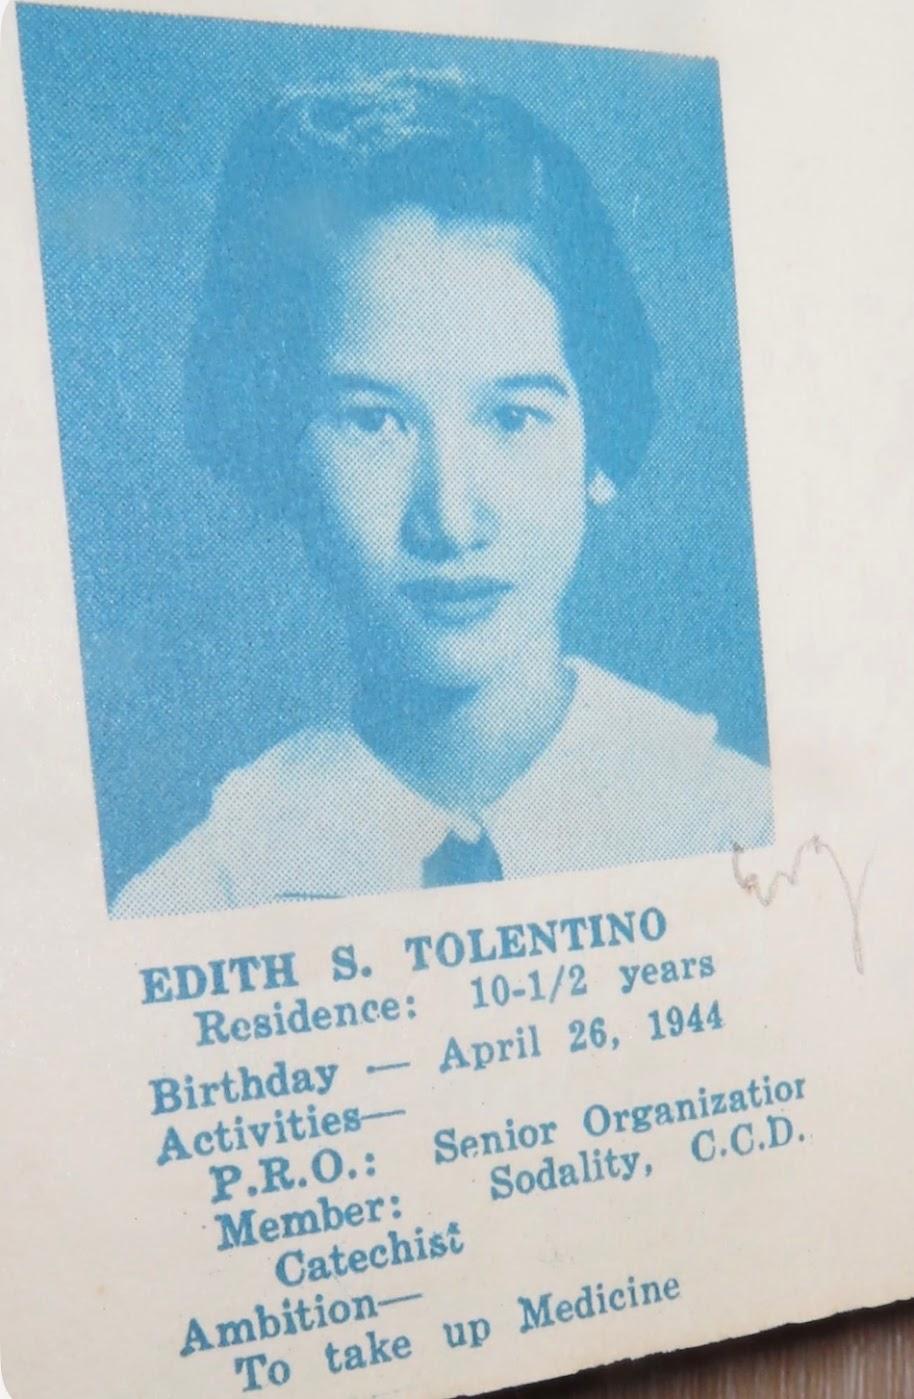 EDITH S. TOLENTINO
Residence: 10-1/2 years
Birthday — April 26, 1944
Activities—
P.R.O.: Senior Organization
Member: Sodality, C.C.D.
Catechist
Ambition—
To take up Medicine